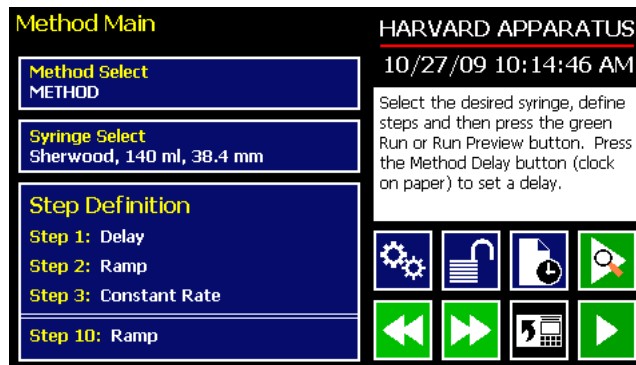 Method Main
Method Select
METHOD
Syringe Select
Sherwood, 140 ml, 38.4 mm
Step Definition
Step 1: Delay
Step 2: Ramp
Step 3: Constant Rate
Step 10: Ramp
HARVARD APPARATUS
10/27/09 10:14:46 AM
Select the desired syringe, define
steps and then press the green
Run or Run Preview button. Press
the Method Delay button (clock
on paper) to set a delay.